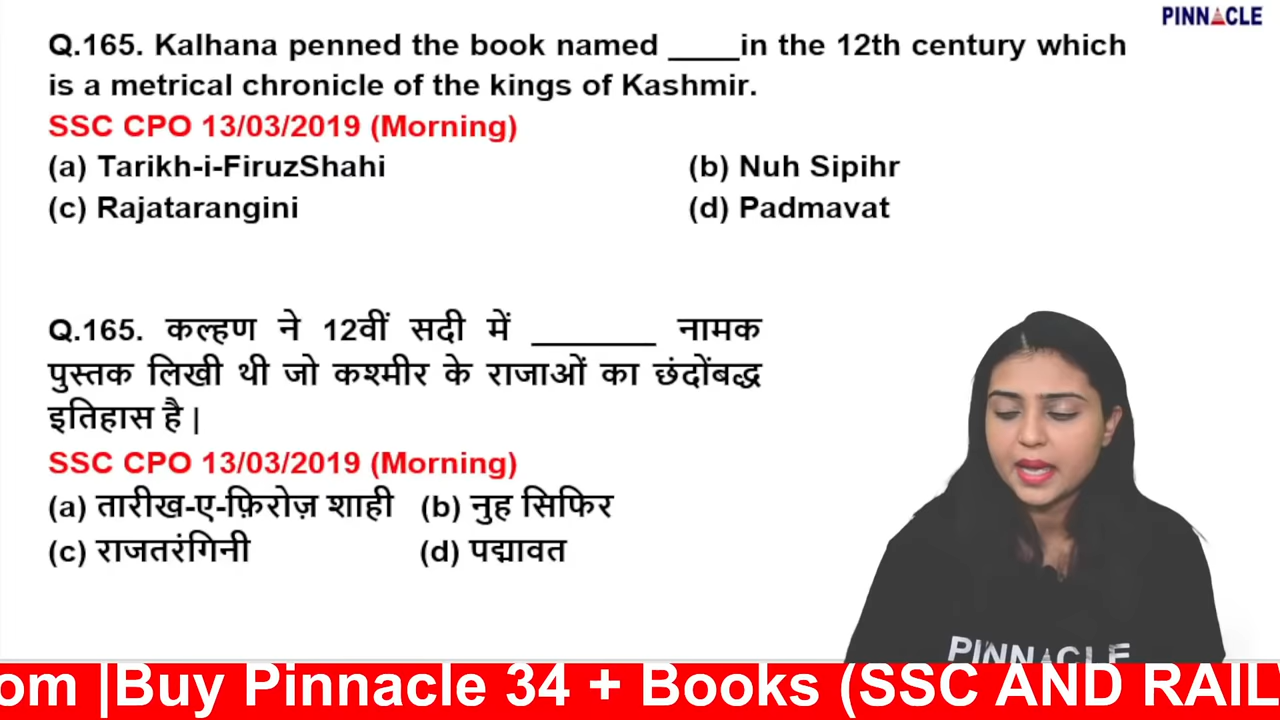 PINNACLE
Q.165. Kalhana penned the book named ____in the 12th century which
is a metrical chronicle of the kings of Kashmir.
SSC CPO 13/03/2019 (Morning)
(a) Tarikh-i-FiruzShahi (b) Nuh Sipihr
(c) Rajatarangini (d) Padmavat
Q.165. कल्हण ने 12वीं सदी में _______ नामक
पुस्तक लिखी थी जो कश्मीर के राजाओं का छंदोंबद्ध
इतिहास है |
SSC CPO 13/03/2019 (Morning)
(a) तारीख-ए-फ़िरोज़ शाही (b) नुह सिफिर
(c) राजतरंगिनी (d) पद्मावत
PINNACLE
om |Buy Pinnacle 34 + Books (SSC AND RAIL